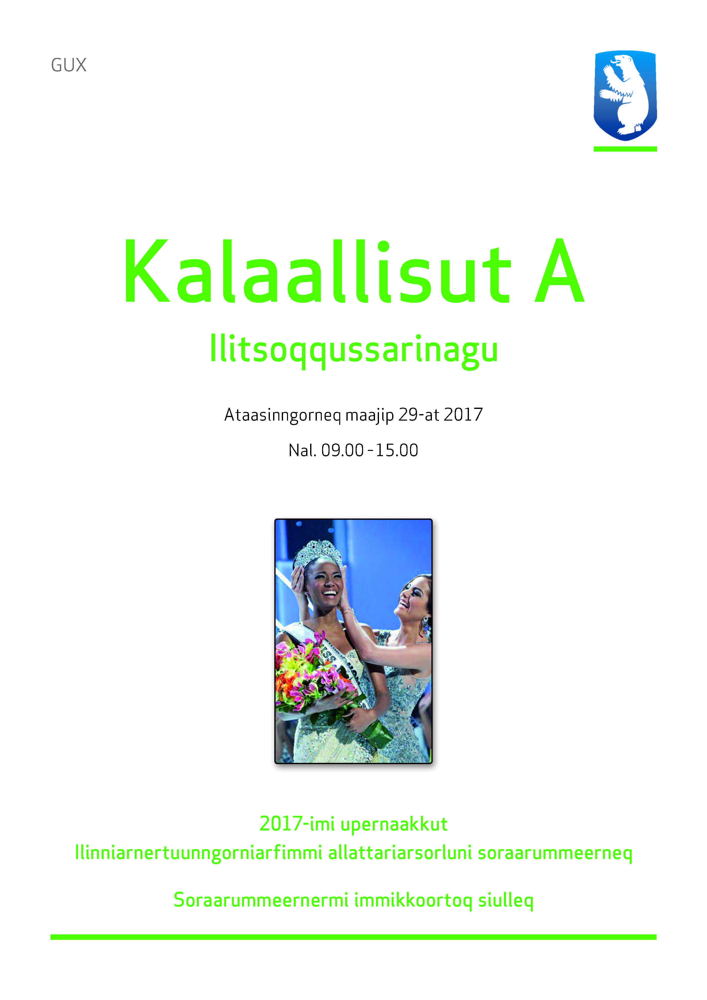 GUX
Kalaallisut A
Ilitsoqqussarinagu
Ataasinngorneq maajip 29-at 2017
Nal. 09.00 - 15.00
2017-imi upernaakkut
Ilinniarnertuunngorniarfimmi allattariarsorluni soraarummeerneq
Soraarummeernermi immikkoortoq siulleq